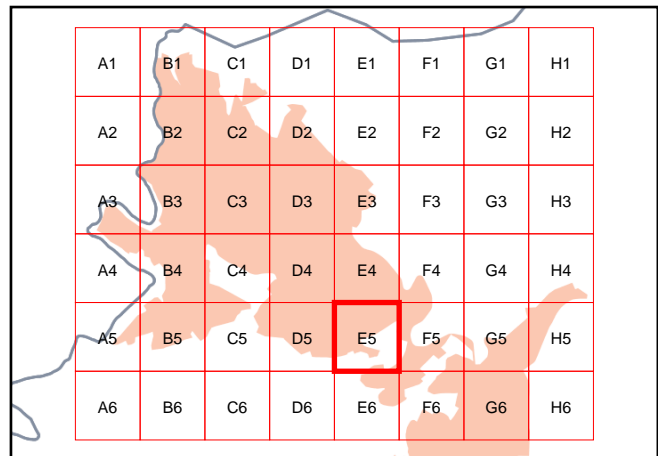 A1 B1 C1 D1 E1 F1 G1 H1
A2 B2 C2 D2 E2 F2 G2 H2
A3 B3 C3 D3 E3 F3 G3 H3
A4 B4 C4 D4 E4 F4 G4 H4
A5 B5 C5 D5 E5 F5 G5 H5
A6 B6 C6 D6 E6 F6 G6 H6